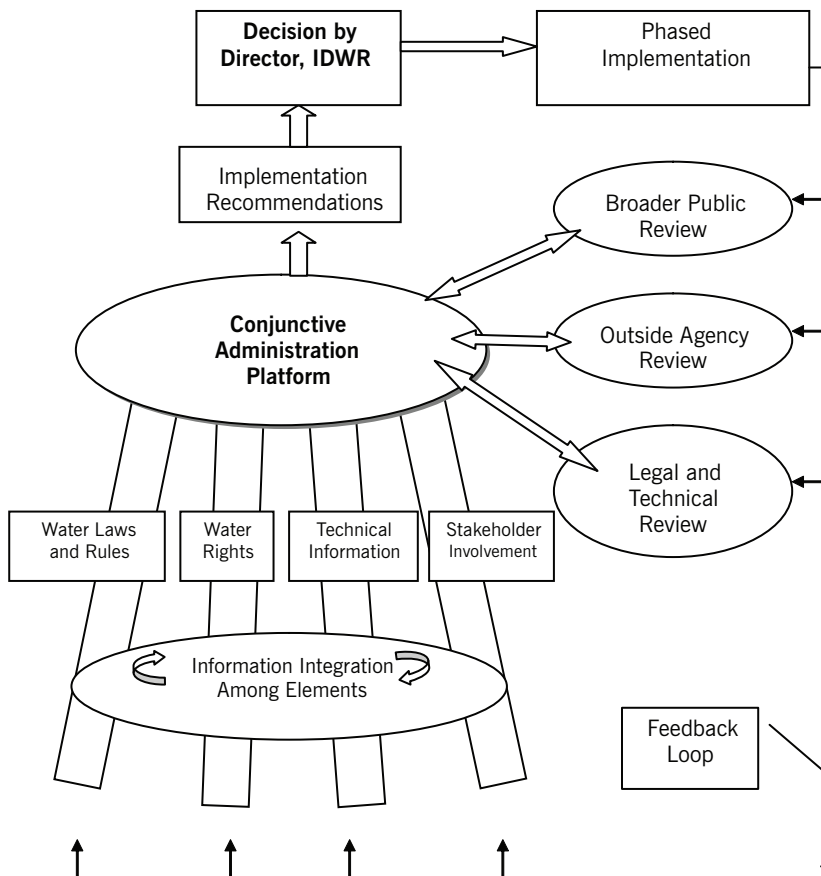 Decision by
Director, IDWR
Phased
Implementation
Implementation
Recommendations
Broader Public
Review
Conjunctive
Administration
Platform
Outside Agency
Review
Legal and
Technical
Review
Water Laws
and Rules
Water
Rights
Technical
Information
Stakeholder
Involvement
Information Integration
Among Elements
Feedback
Loop